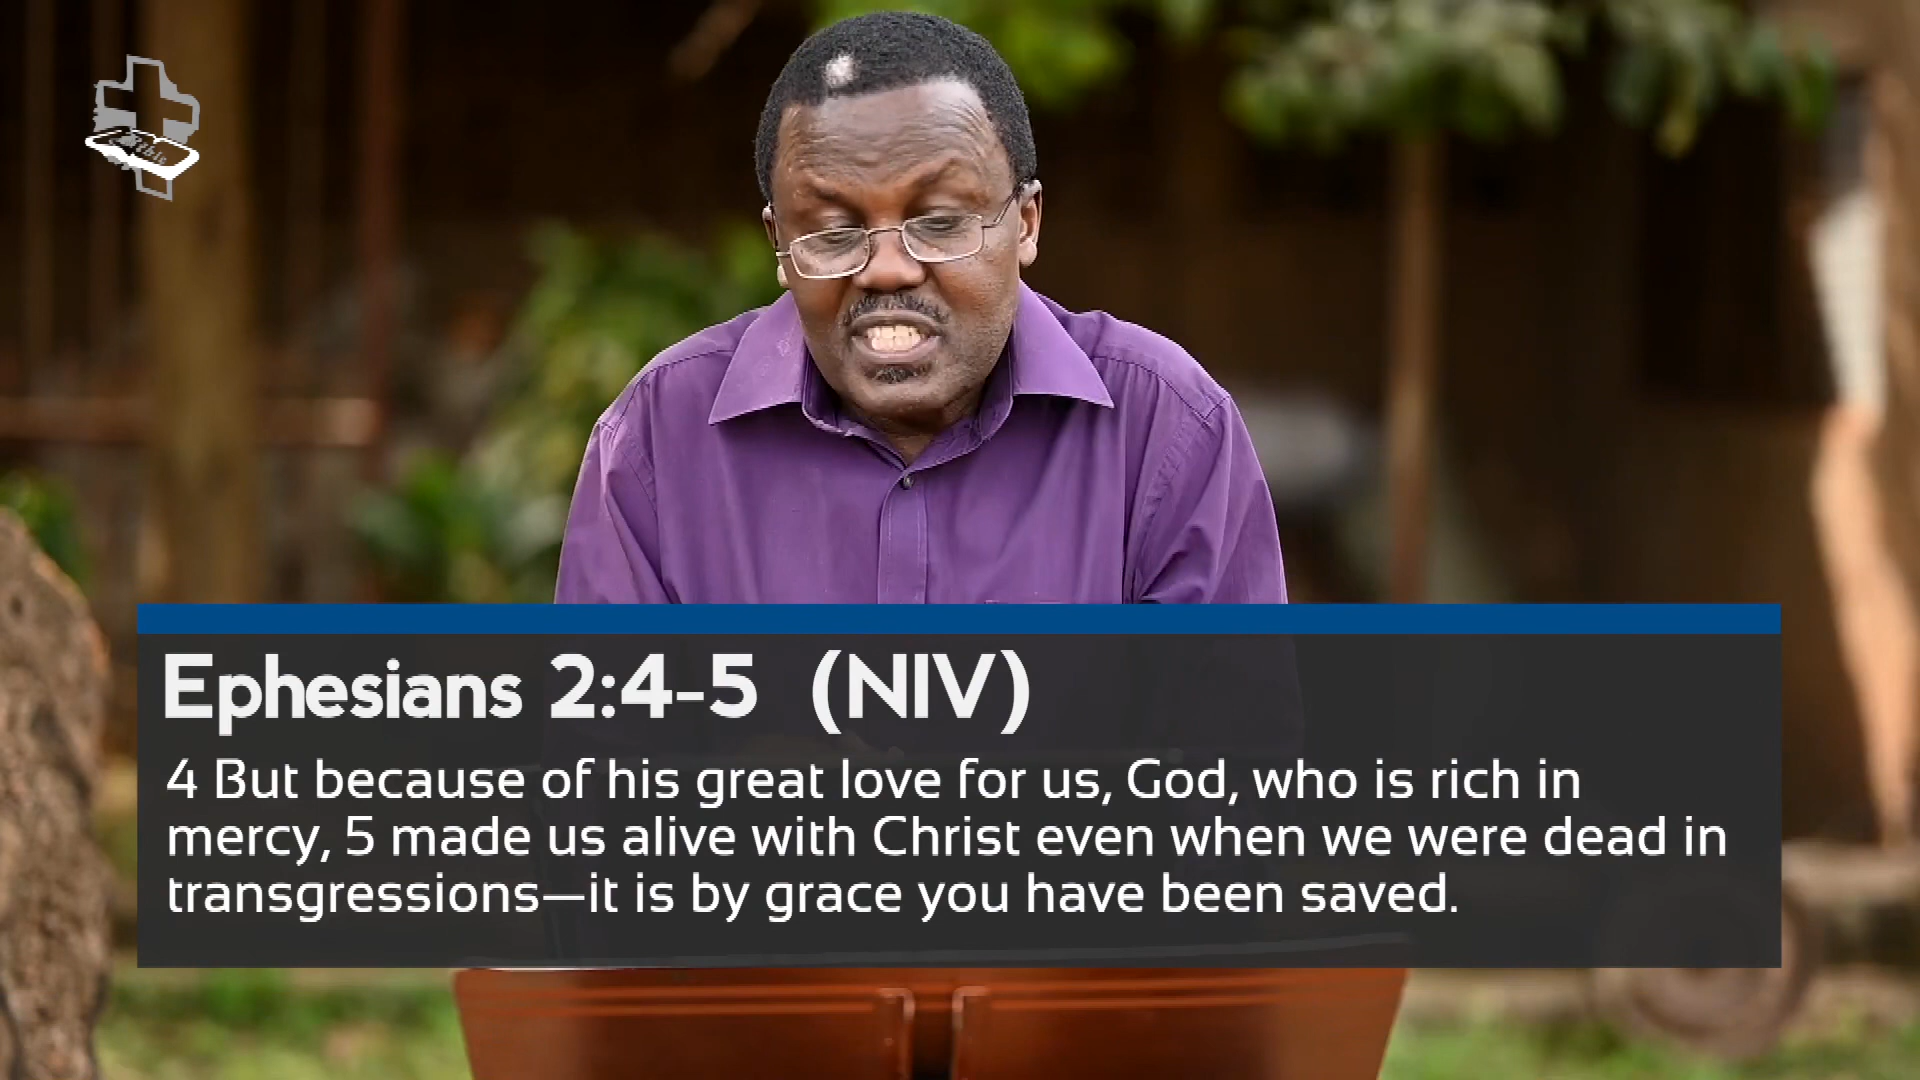 Ephesians 2:4-5 (NIV)
4 But because of his great love for us, God, who is rich in
mercy, 5 made us alive with Christ even when we were dead in
transgressions—it is by grace you have been saved.